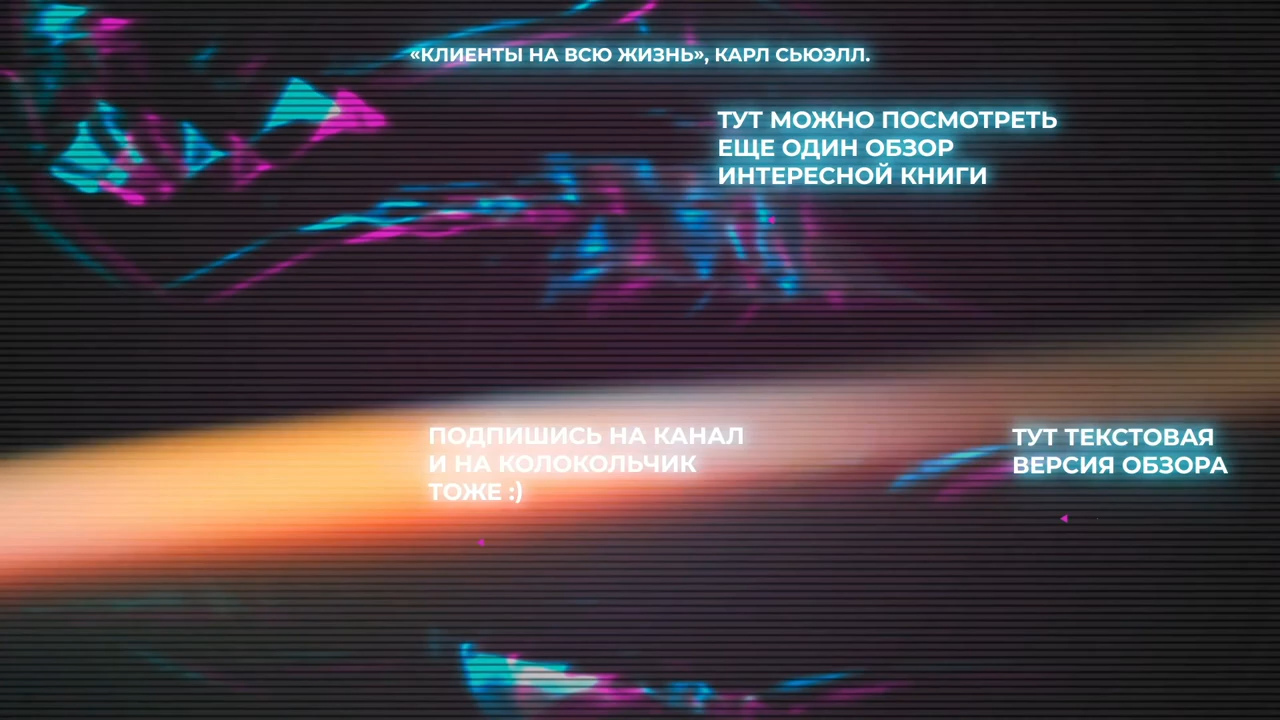 «КЛИЕНТЫ НА ВСЮ ЖИЗНЬ», КАРЛ СЬЮЭЛЛ.
ТУТ МОЖНО ПОСМОТРЕТЬ
ЕЩЕ ОДИН ОБЗОР
ИНТЕРЕСНОЙ КНИГИ
ПОДПИШИСЬ НА КАНАЛ
И НА КОЛОКОЛЬЧИК
ТОЖЕ :)
ТУТ ТЕКСТОВАЯ
ВЕРСИЯ ОБЗОРА